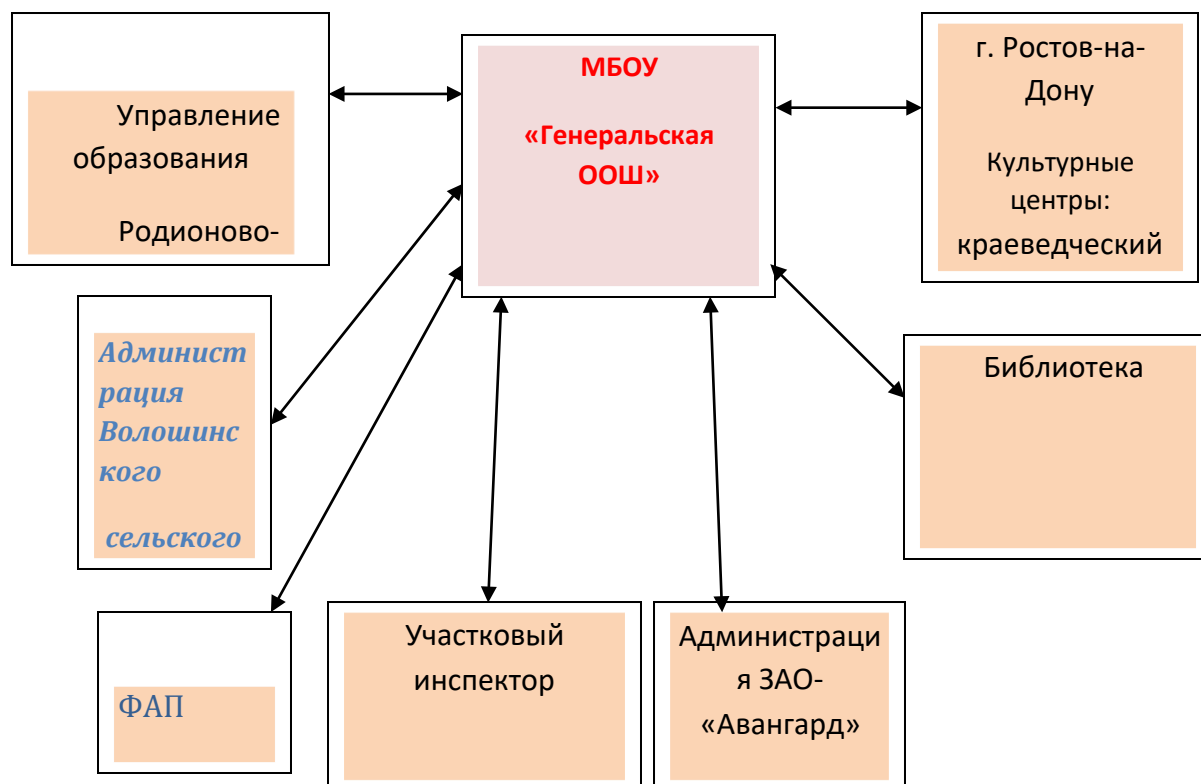 МБОУ
«Генеральская
ООШ»
Управление
образования
Родионово-
г. Ростов-на-
Дону
Культурные
центры:
краеведческий
Админист
рация
Волошинс
кого
сельского
Библиотека
ФАП
Участковый
инспектор
Администраци
я ЗАО-
«Авангард»